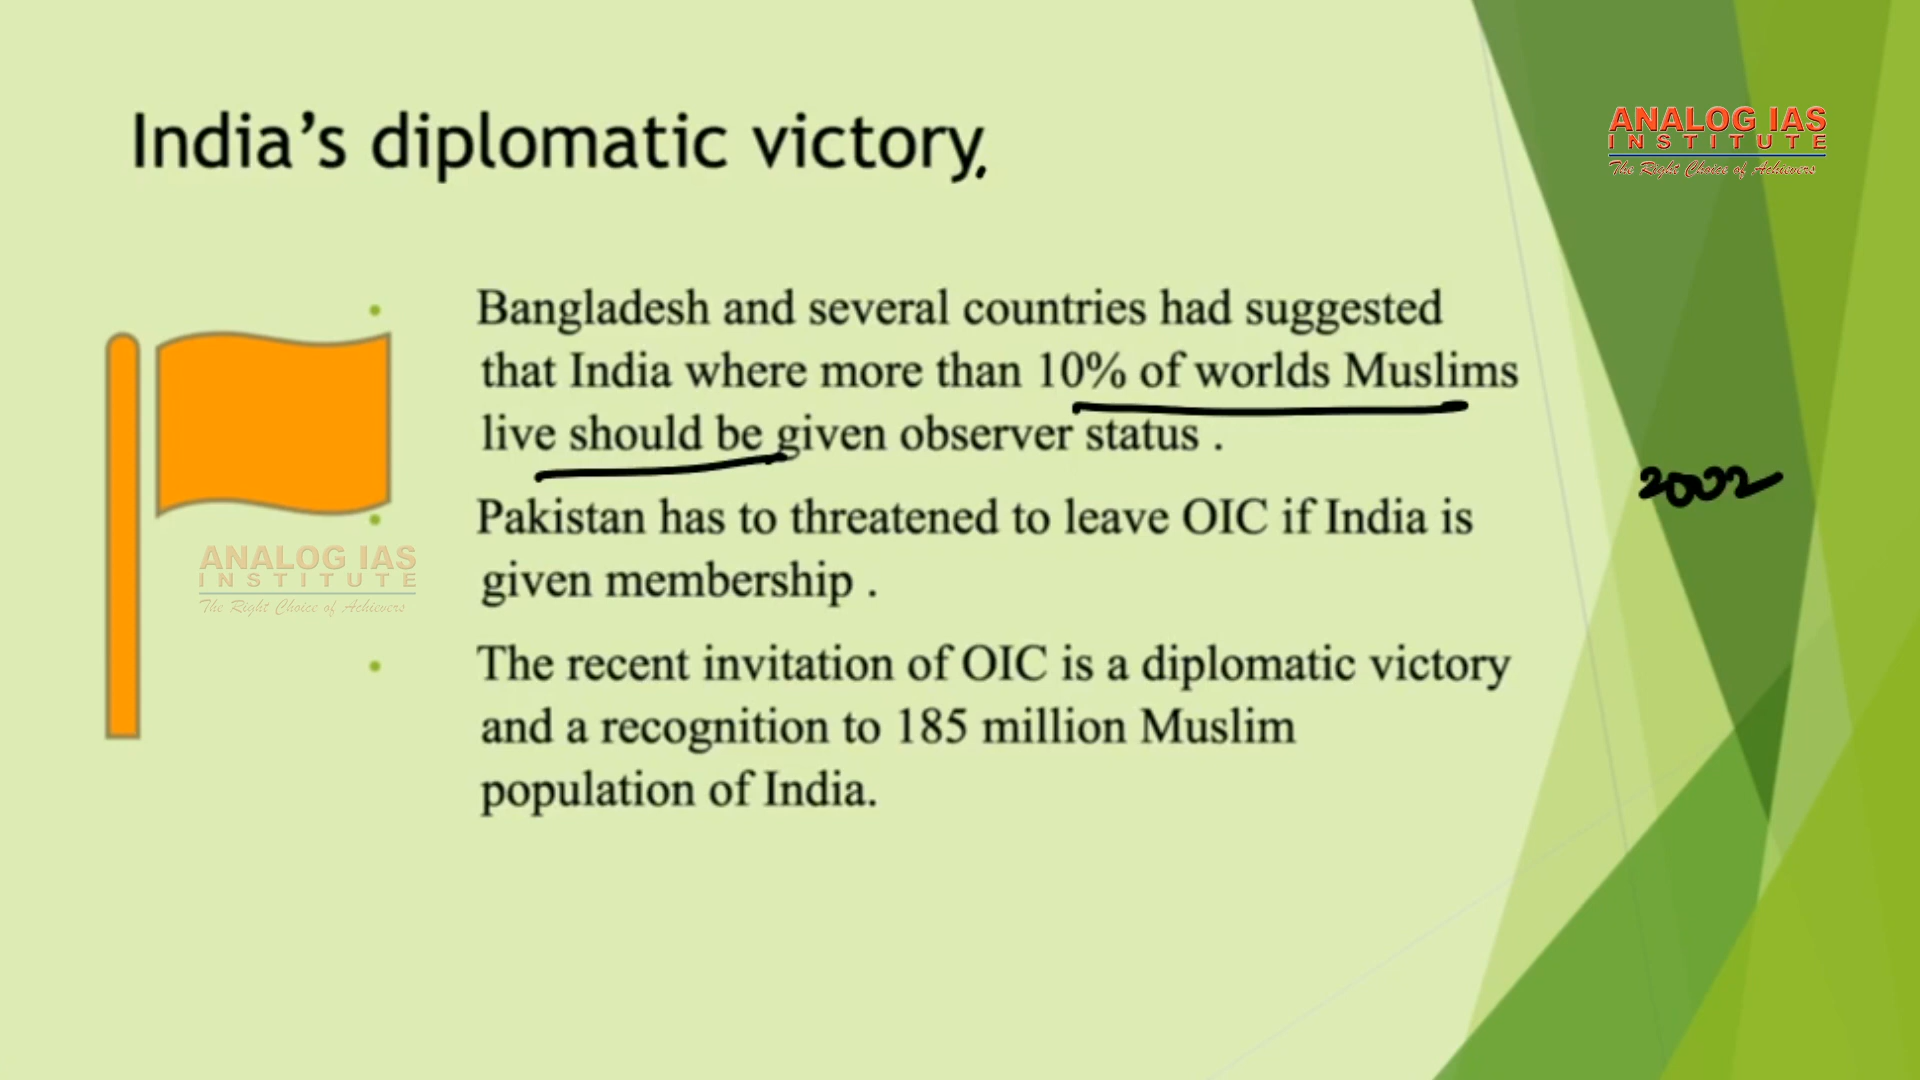 India's diplomatic victory,
ANALOG IAS
INSTITUTE
The Right Choice of Achievers
• Bangladesh and several countries had suggested
that India where more than 10% of worlds Muslims
live should be given observer status .
2002
• Pakistan has to threatened to leave OIC if India is
given membership .
ANALOG IAS
INSTITUTE
The Right Choice of Achievers
• The recent invitation of OIC is a diplomatic victory
and a recognition to 185 million Muslim
population of India.